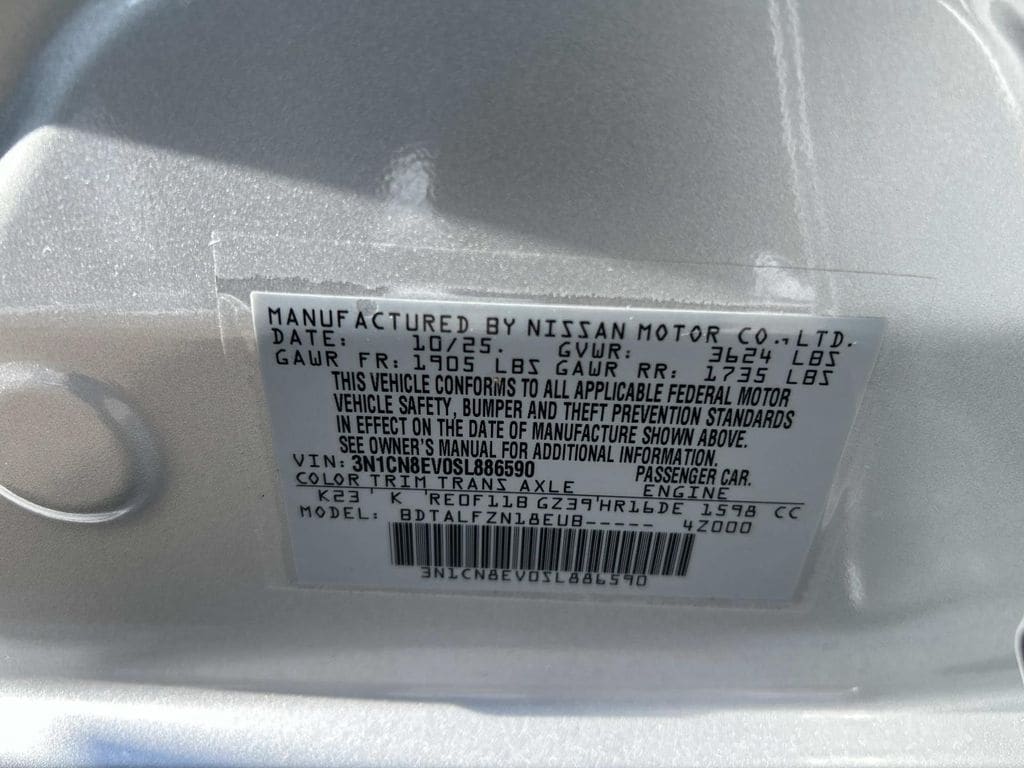 MANUFACTURED BY NISSAN MOTOR CO., LTD.
DATE: 10/25. GVWR: 3624 LBS
GAWR FR: 1905 LBS GAWR RR: 1735 LBS
THIS VEHICLE CONFORMS TO ALL APPLICABLE FEDERAL MOTOR
VEHICLE SAFETY, BUMPER AND THEFT PREVENTION STANDARDS
IN EFFECT ON THE DATE OF MANUFACTURE SHOWN ABOVE.
SEE OWNER'S MANUAL FOR ADDITIONAL INFORMATION.
VIN: 3N1CN8EV0SL886590 PASSENGER CAR.
COLOR TRIM TRANS AXLE ENGINE
K23 ' K 'RE0F11B GZ39'HR16DE 1598 CC
MODEL: BDTALFZN18EUB----- 4Z000
3N1CN8EV0SL886590